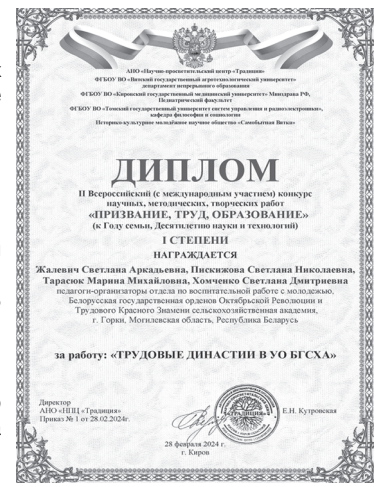 АНО «Научно-просветительский центр «Традиция»
ФГБОУ ВО «Вятский государственный агротехнологический университет»
департамент непрерывного образования
ФГБОУ ВО «Кировский государственный медицинский университет» Минздрава РФ,
Педиатрический факультет
ФГБОУ ВО «Томский государственный университет систем управления и радиоэлектроники»,
кафедра философии и социологии
Историко-культурное молодёжное научное общество «Самобытная Вятка»
ДИПЛОМ
II Всероссийский (с международным участием) конкурс
научных, методических, творческих работ
«ПРИЗВАНИЕ, ТРУД, ОБРАЗОВАНИЕ»
(к Году семьи, Десятилетию науки и технологий)
I СТЕПЕНИ
НАГРАЖДАЕТСЯ
Жалевич Светлана Аркадьевна, Пискижова Светлана Николаевна,
Тарасюк Марина Михайловна, Хомченко Светлана Дмитриевна
педагоги-организаторы отдела по воспитательной работе с молодежью,
Белорусская государственная орденов Октябрьской Революции и
Трудового Красного Знамени сельскохозяйственная академия,
г. Горки, Могилевская область, Республика Беларусь
за работу: «ТРУДОВЫЕ ДИНАСТИИ В УО БГСХА»
Директор
АНО «НПЦ «Традиция»
Приказ № 1 от 28.02.2024г.
«ТРАДИЦИЯ»
Е.Н. Кутровская
28 февраля 2024 г.
г. Киров